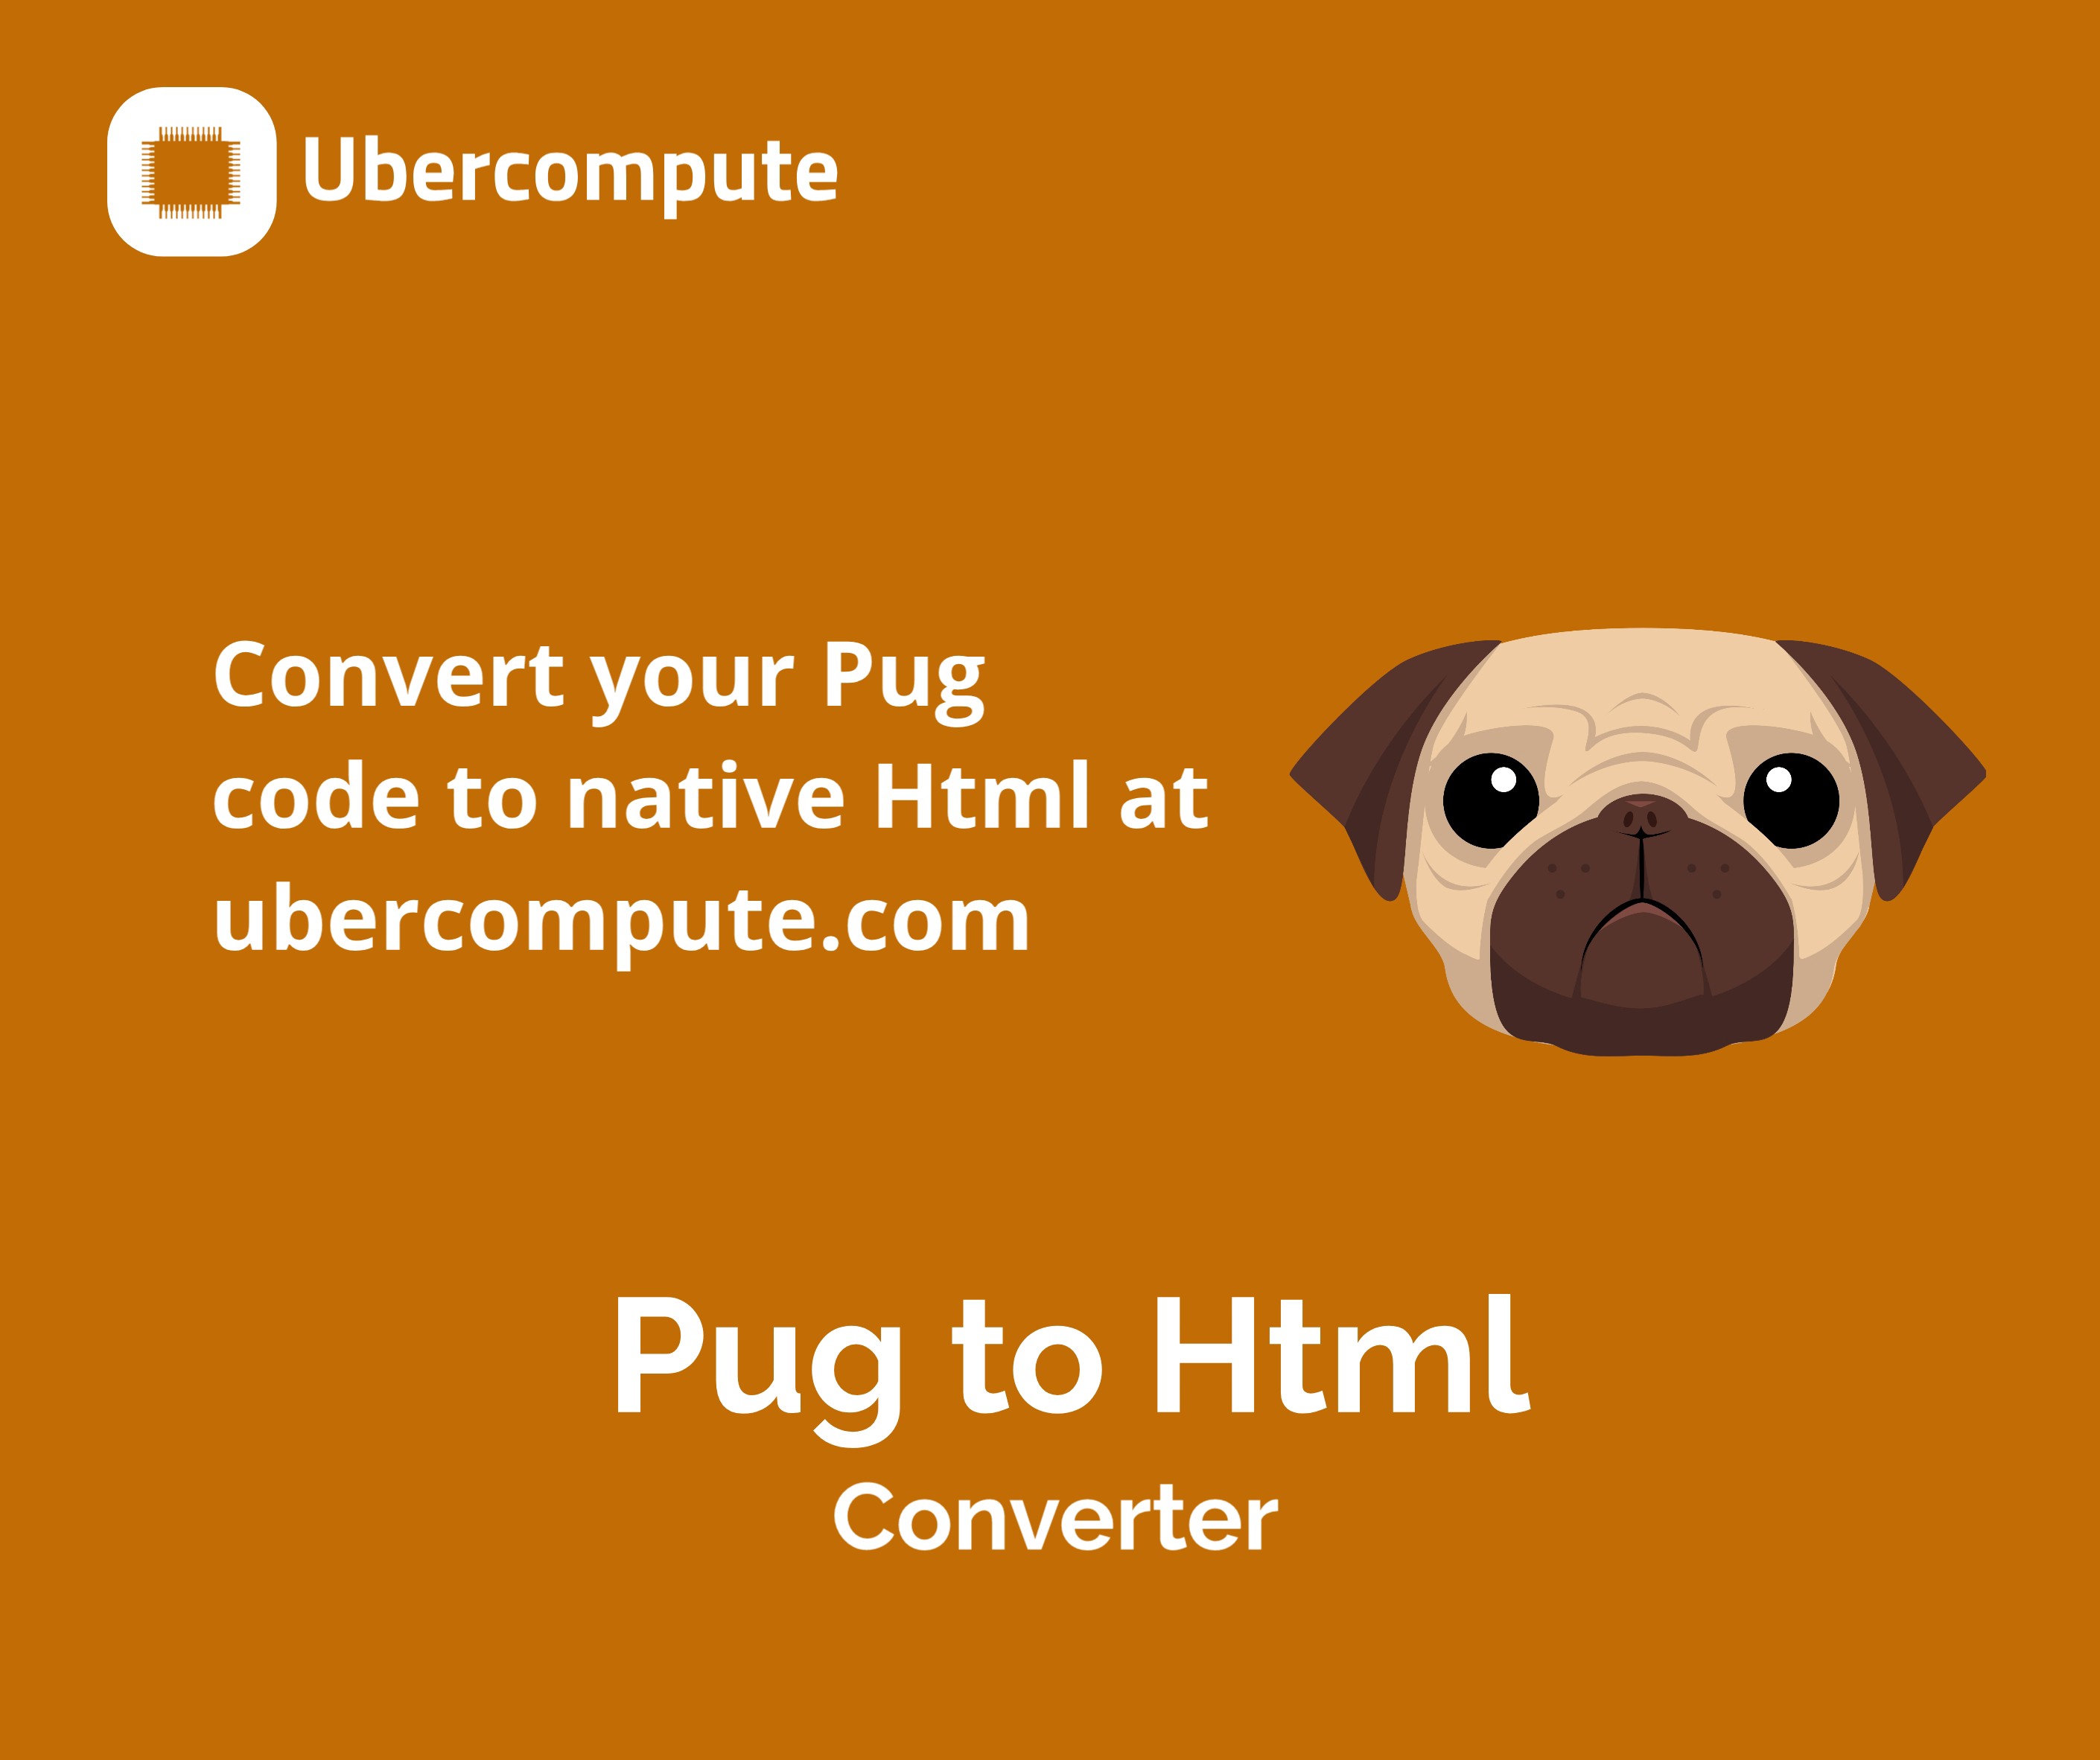 Ubercompute
Convert your Pug
code to native Html at
ubercompute.com
Pug to Html
Converter